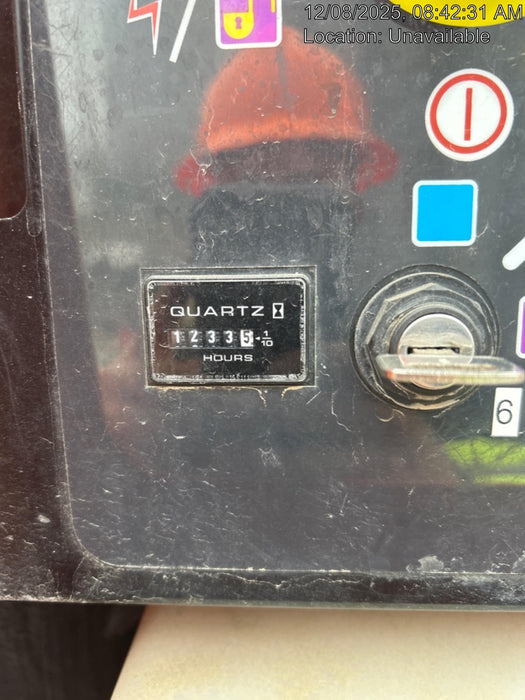 12/08/2025, 08:42:31 AM
Location: Unavailable
QUARTZ
12335 1/10
HOURS
6